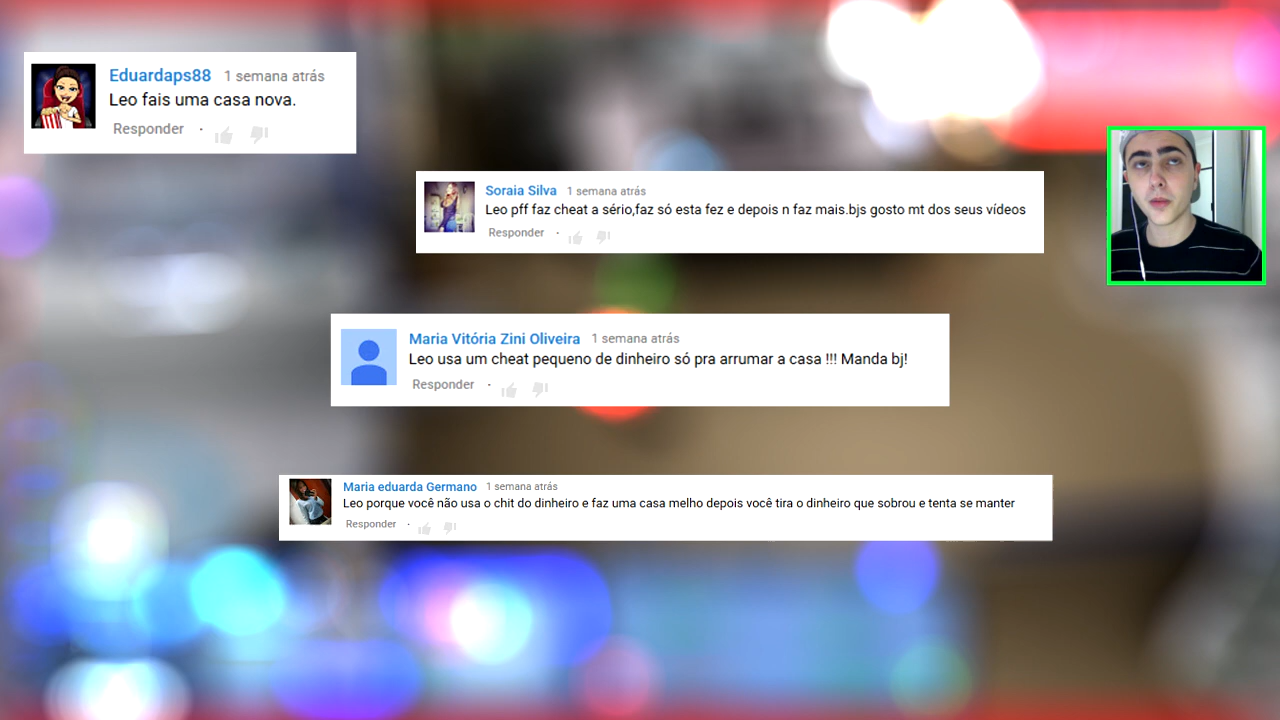 Eduardaps88 1 semana atrás
Leo fais uma casa nova.
Responder ·
Soraia Silva 1 semana atrás
Leo pff faz cheat a sério,faz só esta fez e depois n faz mais.bjs gosto mt dos seus vídeos
Responder ·
Maria Vitória Zini Oliveira 1 semana atrás
Leo usa um cheat pequeno de dinheiro só pra arrumar a casa !!! Manda bj!
Responder ·
Maria eduarda Germano 1 semana atrás
Leo porque você não usa o chit do dinheiro e faz uma casa melho depois você tira o dinheiro que sobrou e tenta se manter
Responder ·